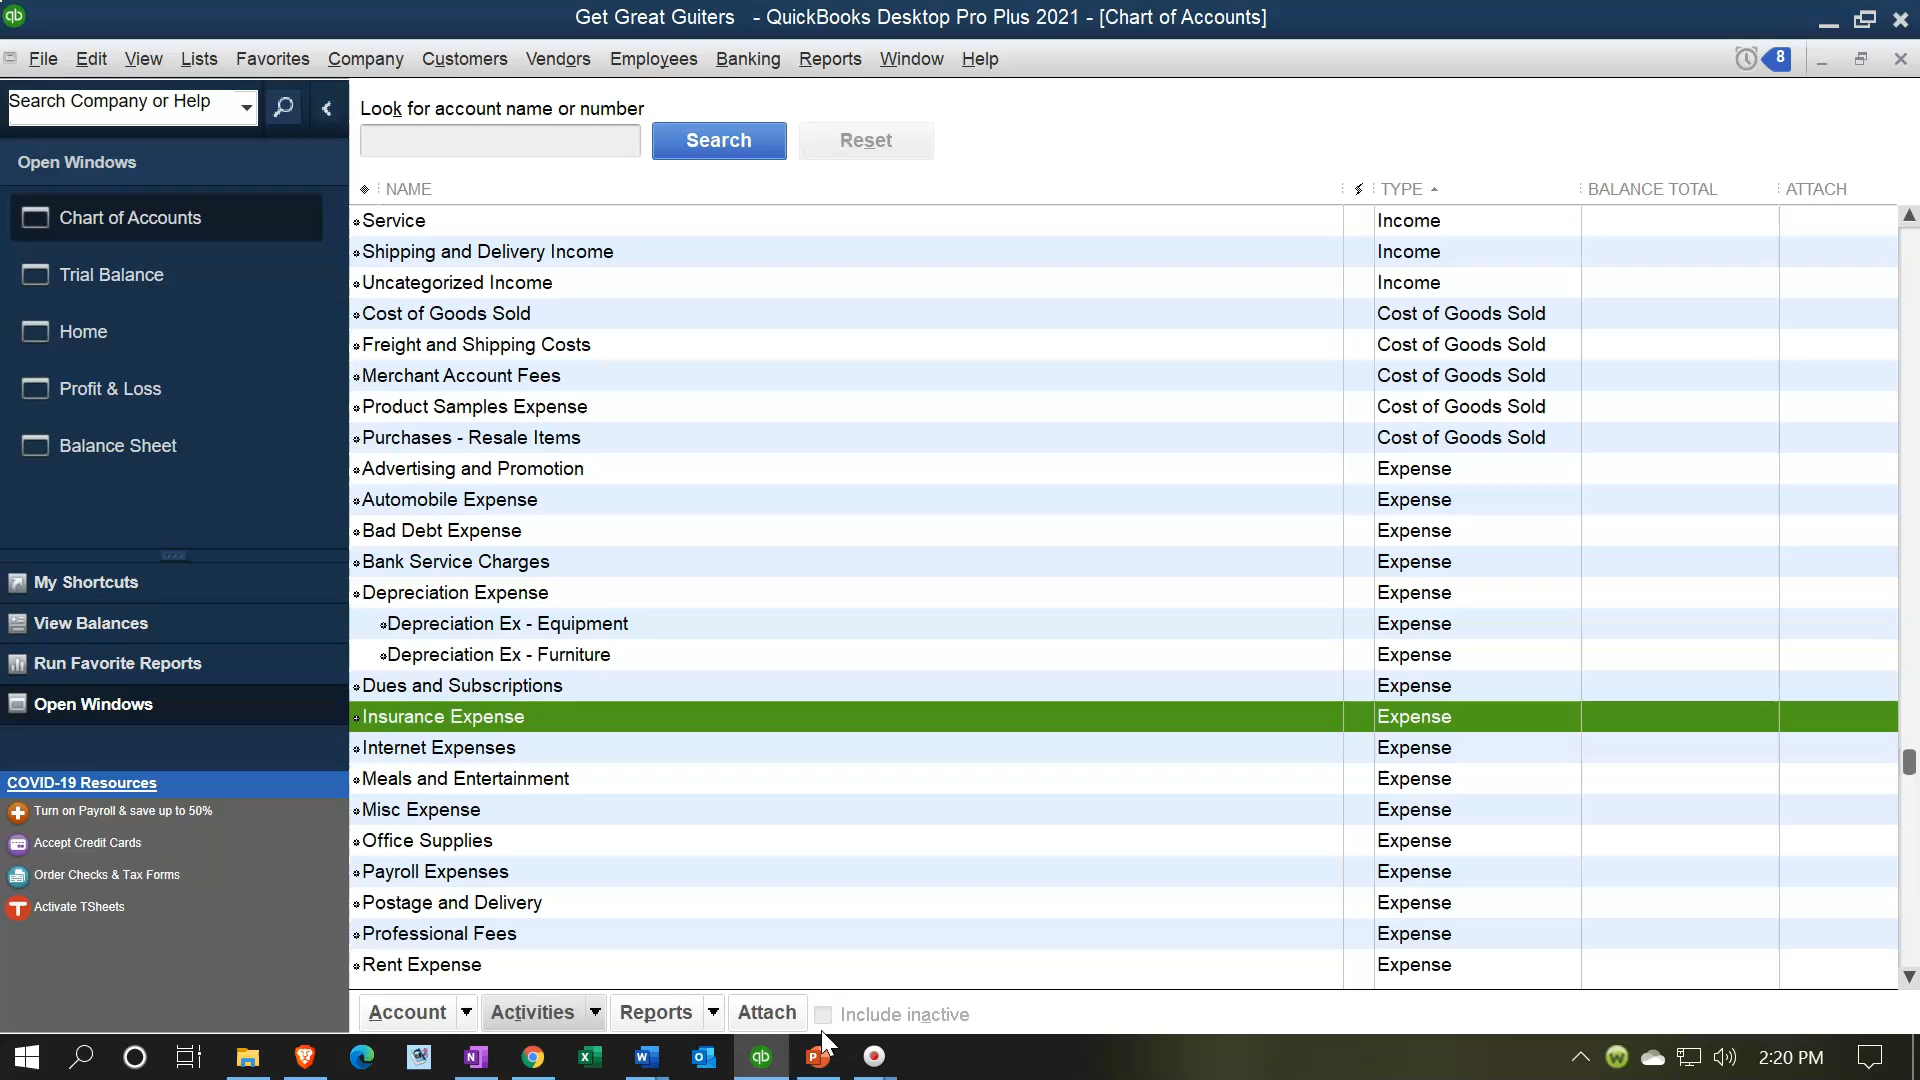 Get Great Guiters - QuickBooks Desktop Pro Plus 2021 - [Chart of Accounts]
File Edit View Lists Favorites Company Customers Vendors Employees Banking Reports Window Help
8
Search Company or Help
Open Windows
Chart of Accounts
Trial Balance
Home
Profit & Loss
Balance Sheet
My Shortcuts
View Balances
Run Favorite Reports
Open Windows
COVID-19 Resources
Turn on Payroll & save up to 50%
Accept Credit Cards
Order Checks & Tax Forms
Activate TSheets
Look for account name or number
Search Reset
NAME TYPE BALANCE TOTAL ATTACH
Service Income
Shipping and Delivery Income Income
Uncategorized Income Income
Cost of Goods Sold Cost of Goods Sold
Freight and Shipping Costs Cost of Goods Sold
Merchant Account Fees Cost of Goods Sold
Product Samples Expense Cost of Goods Sold
Purchases - Resale Items Cost of Goods Sold
Advertising and Promotion Expense
Automobile Expense Expense
Bad Debt Expense Expense
Bank Service Charges Expense
Depreciation Expense Expense
Depreciation Ex - Equipment Expense
Depreciation Ex - Furniture Expense
Dues and Subscriptions Expense
Insurance Expense Expense
Internet Expenses Expense
Meals and Entertainment Expense
Misc Expense Expense
Office Supplies Expense
Payroll Expenses Expense
Postage and Delivery Expense
Professional Fees Expense
Rent Expense Expense
Account Activities Reports Attach Include inactive
2:20 PM